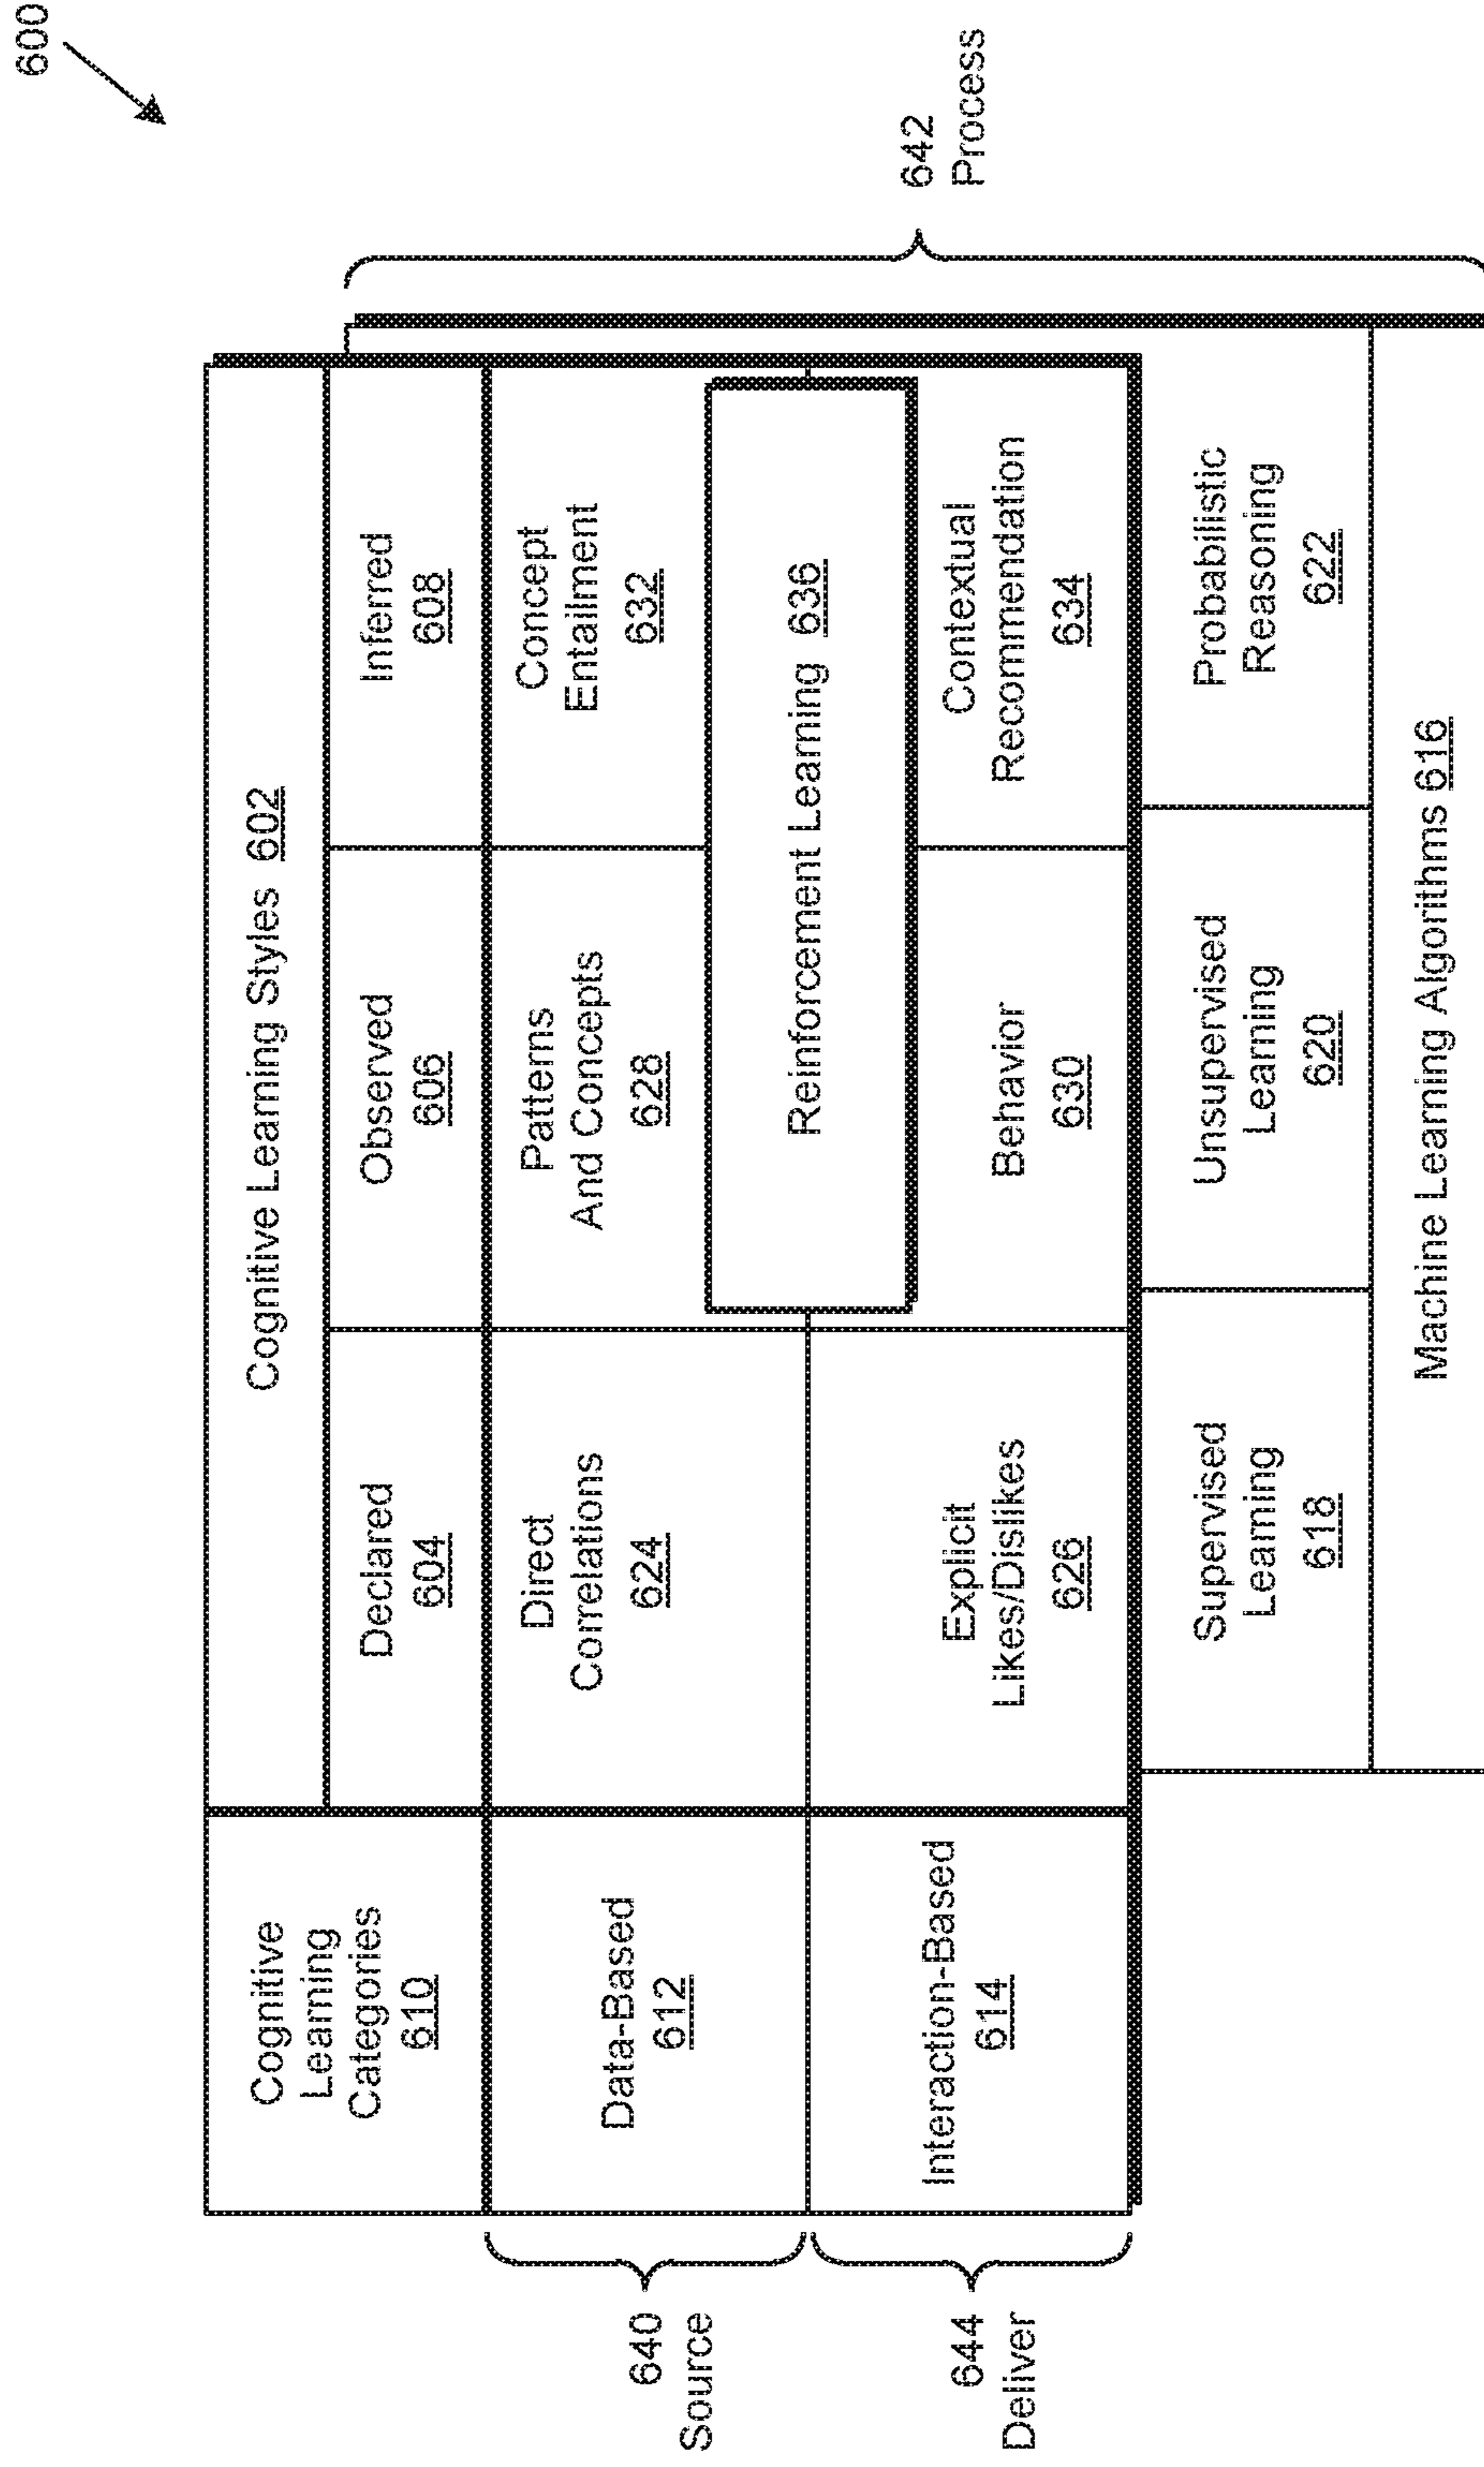 600
Cognitive Learning Styles 602
Cognitive
Learning
Categories
610
Declared
604
Observed
606
Inferred
608
640
Source
Data-Based
612
Direct
Correlations
624
Patterns
And Concepts
628
Concept
Entailment
632
Reinforcement Learning 636
644
Deliver
Interaction-Based
614
Explicit
Likes/Dislikes
626
Behavior
630
Contextual
Recommendation
634
642
Process
Supervised
Learning
618
Unsupervised
Learning
620
Probabilistic
Reasoning
622
Machine Learning Algorithms 616